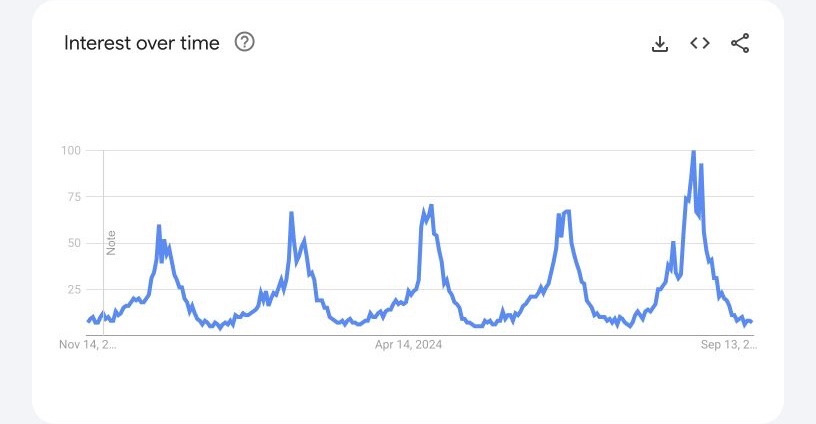 Interest over time
100
75
50
25
Note
Nov 14, 2...
Apr 14, 2024
Sep 13, 2...